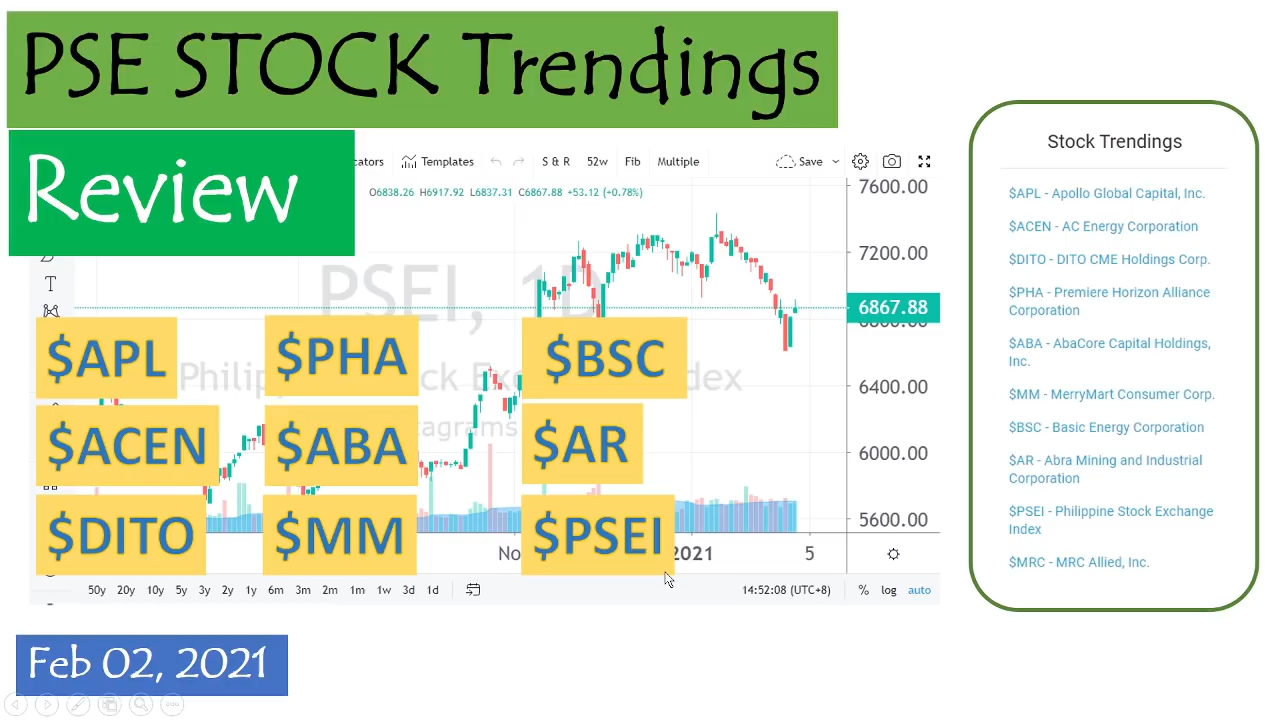 PSE STOCK Trendings
Review
Templates
S & R
52w
Fib
Multiple
Save
O6838.26 H6917.92 L6837.31 C6867.88 +53.12 (+0.78%)
7600.00
7200.00
6867.88
6400.00
6000.00
5600.00
PSEI, 1D
$APL
$PHA
$BSC
$ACEN
$ABA
$AR
$DITO
$MM
$PSEI
2021
5
50y 20y 10y 5y 3y 2y 1y 6m 3m 2m 1m 1w 3d 1d
14:52:08 (UTC+8)
% log auto
Feb 02, 2021
Stock Trendings
$APL - Apollo Global Capital, Inc.
$ACEN - AC Energy Corporation
$DITO - DITO CME Holdings Corp.
$PHA - Premiere Horizon Alliance
Corporation
$ABA - AbaCore Capital Holdings,
Inc.
$MM - MerryMart Consumer Corp.
$BSC - Basic Energy Corporation
$AR - Abra Mining and Industrial
Corporation
$PSEI - Philippine Stock Exchange
Index
$MRC - MRC Allied, Inc.